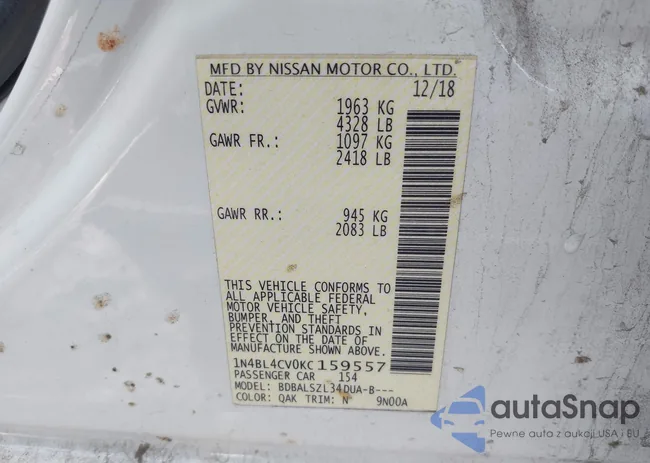 MFD BY NISSAN MOTOR CO., LTD.
DATE: 12/18
GVWR: 1963 KG
4328 LB
GAWR FR.: 1097 KG
2418 LB
GAWR RR.: 945 KG
2083 LB
THIS VEHICLE CONFORMS TO
ALL APPLICABLE FEDERAL
MOTOR VEHICLE SAFETY,
BUMPER, AND THEFT
PREVENTION STANDARDS IN
EFFECT ON THE DATE OF
MANUFACTURE SHOWN ABOVE.
1N4BL4CV0KC159557
PASSENGER CAR 154
MODEL: BDBALSZL34DUA-B---
COLOR: QAK TRIM: N 9N00A
autoSnap
Pewne auta z aukcji USA i EU